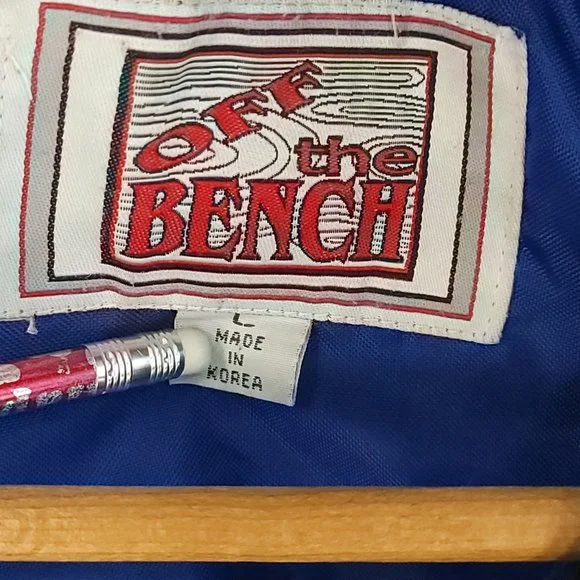 OFF
the
BENCH
L
MADE
IN
KOREA